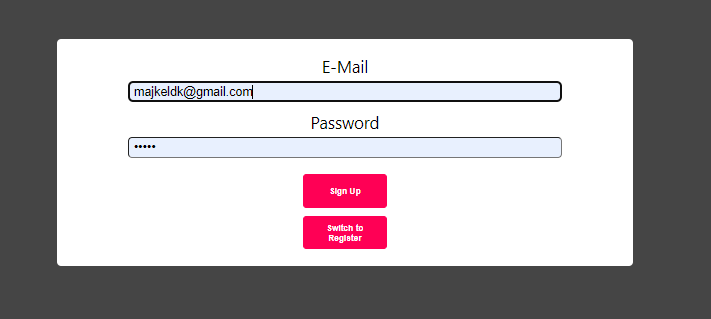 E-Mail
majkeldk@gmail.com
Password
•••••
Sign Up
Switch to
Register